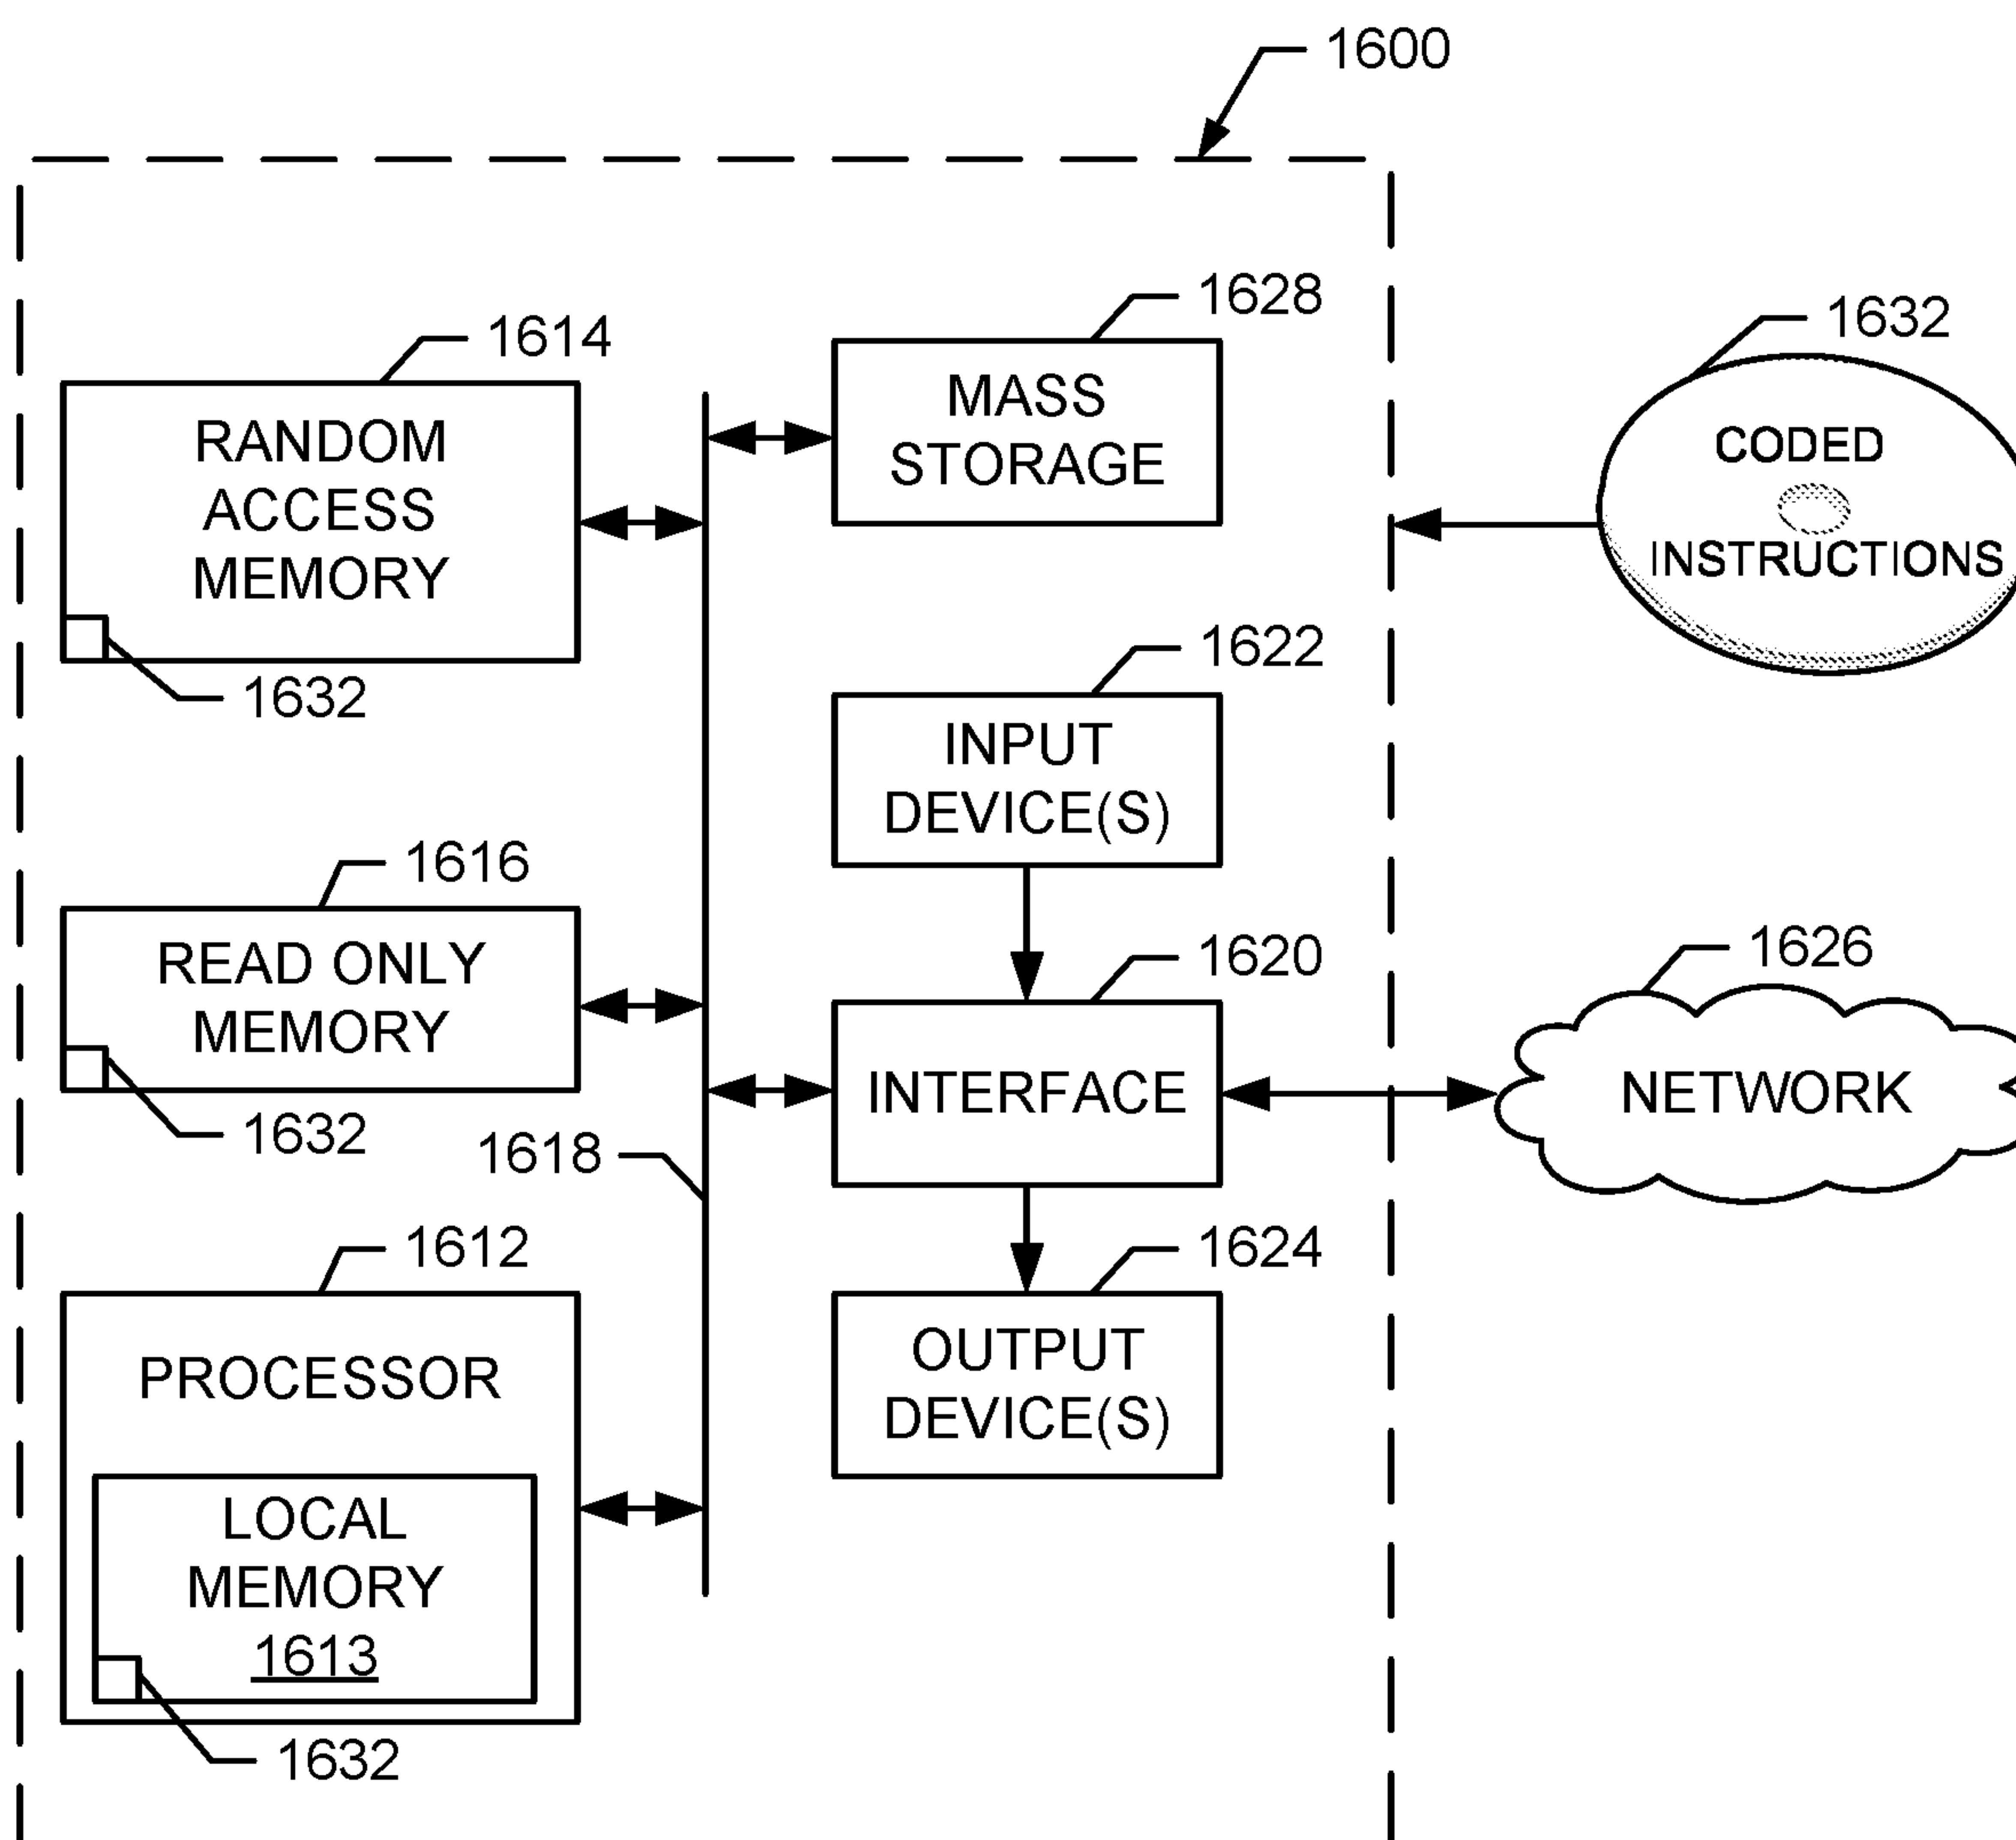 1600
1628
MASS
STORAGE
1614
RANDOM
ACCESS
MEMORY
1632
1632
CODED
INSTRUCTIONS
1622
INPUT
DEVICE(S)
1616
READ ONLY
MEMORY
1632
1620
INTERFACE
1626
NETWORK
1618
1612
PROCESSOR
LOCAL
MEMORY
1613
1632
1624
OUTPUT
DEVICE(S)